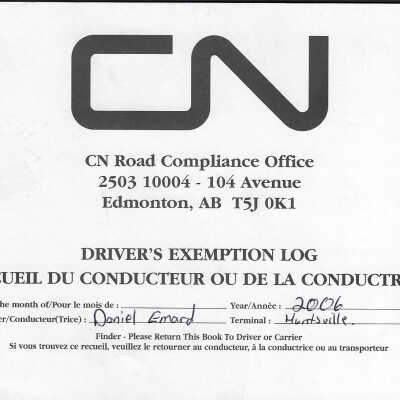 CN
CN Road Compliance Office
2503 10004 - 104 Avenue
Edmonton, AB T5J 0K1
DRIVER'S EXEMPTION LOG
CUEIL DU CONDUCTEUR OU DE LA CONDUCTR
he month of/Pour le mois de : Year/Année : 2006
er/Conducteur(Trice) : Daniel Emard Terminal : Huntsville.
Finder - Please Return This Book To Driver or Carrier
Si vous trouvez ce recueil, veuillez le retourner au conducteur, à la conductrice ou au transporteur